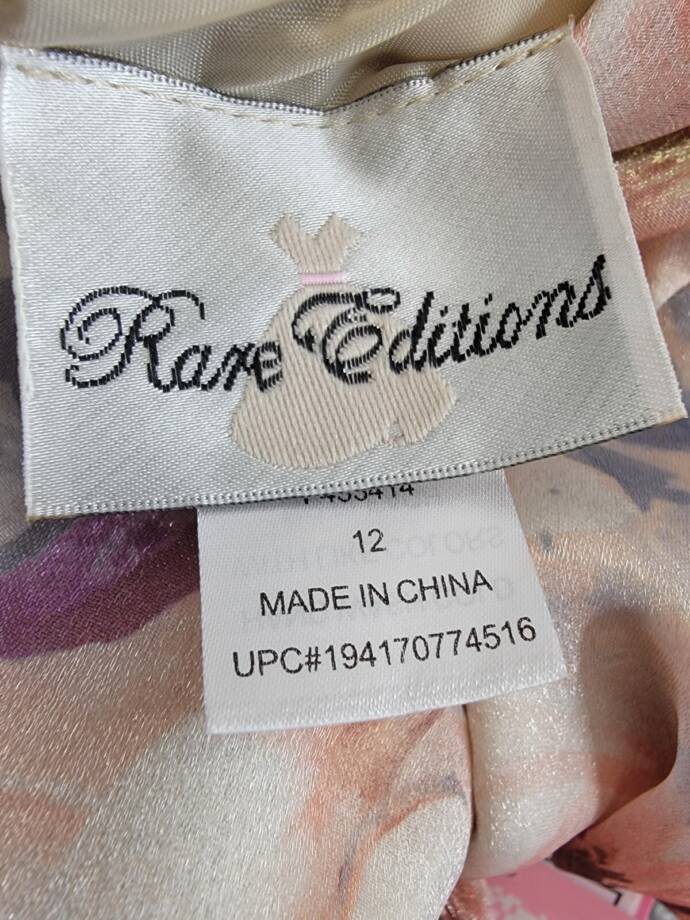 Rare Editions
12
MADE IN CHINA
UPC#194170774516